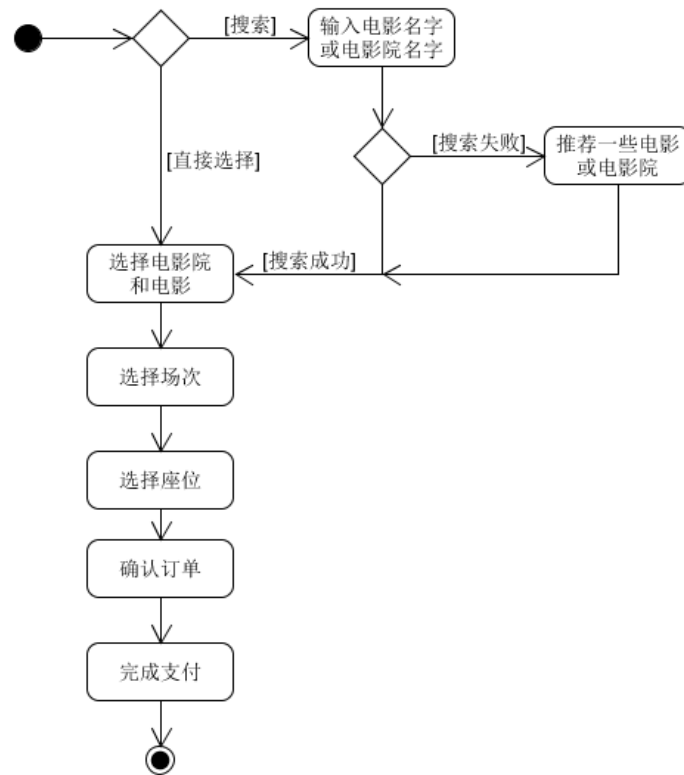 [搜索]
输入电影名字
或电影院名字
[直接选择]
[搜索失败]
推荐一些电影
或电影院
选择电影院
和电影
[搜索成功]
选择场次
选择座位
确认订单
完成支付